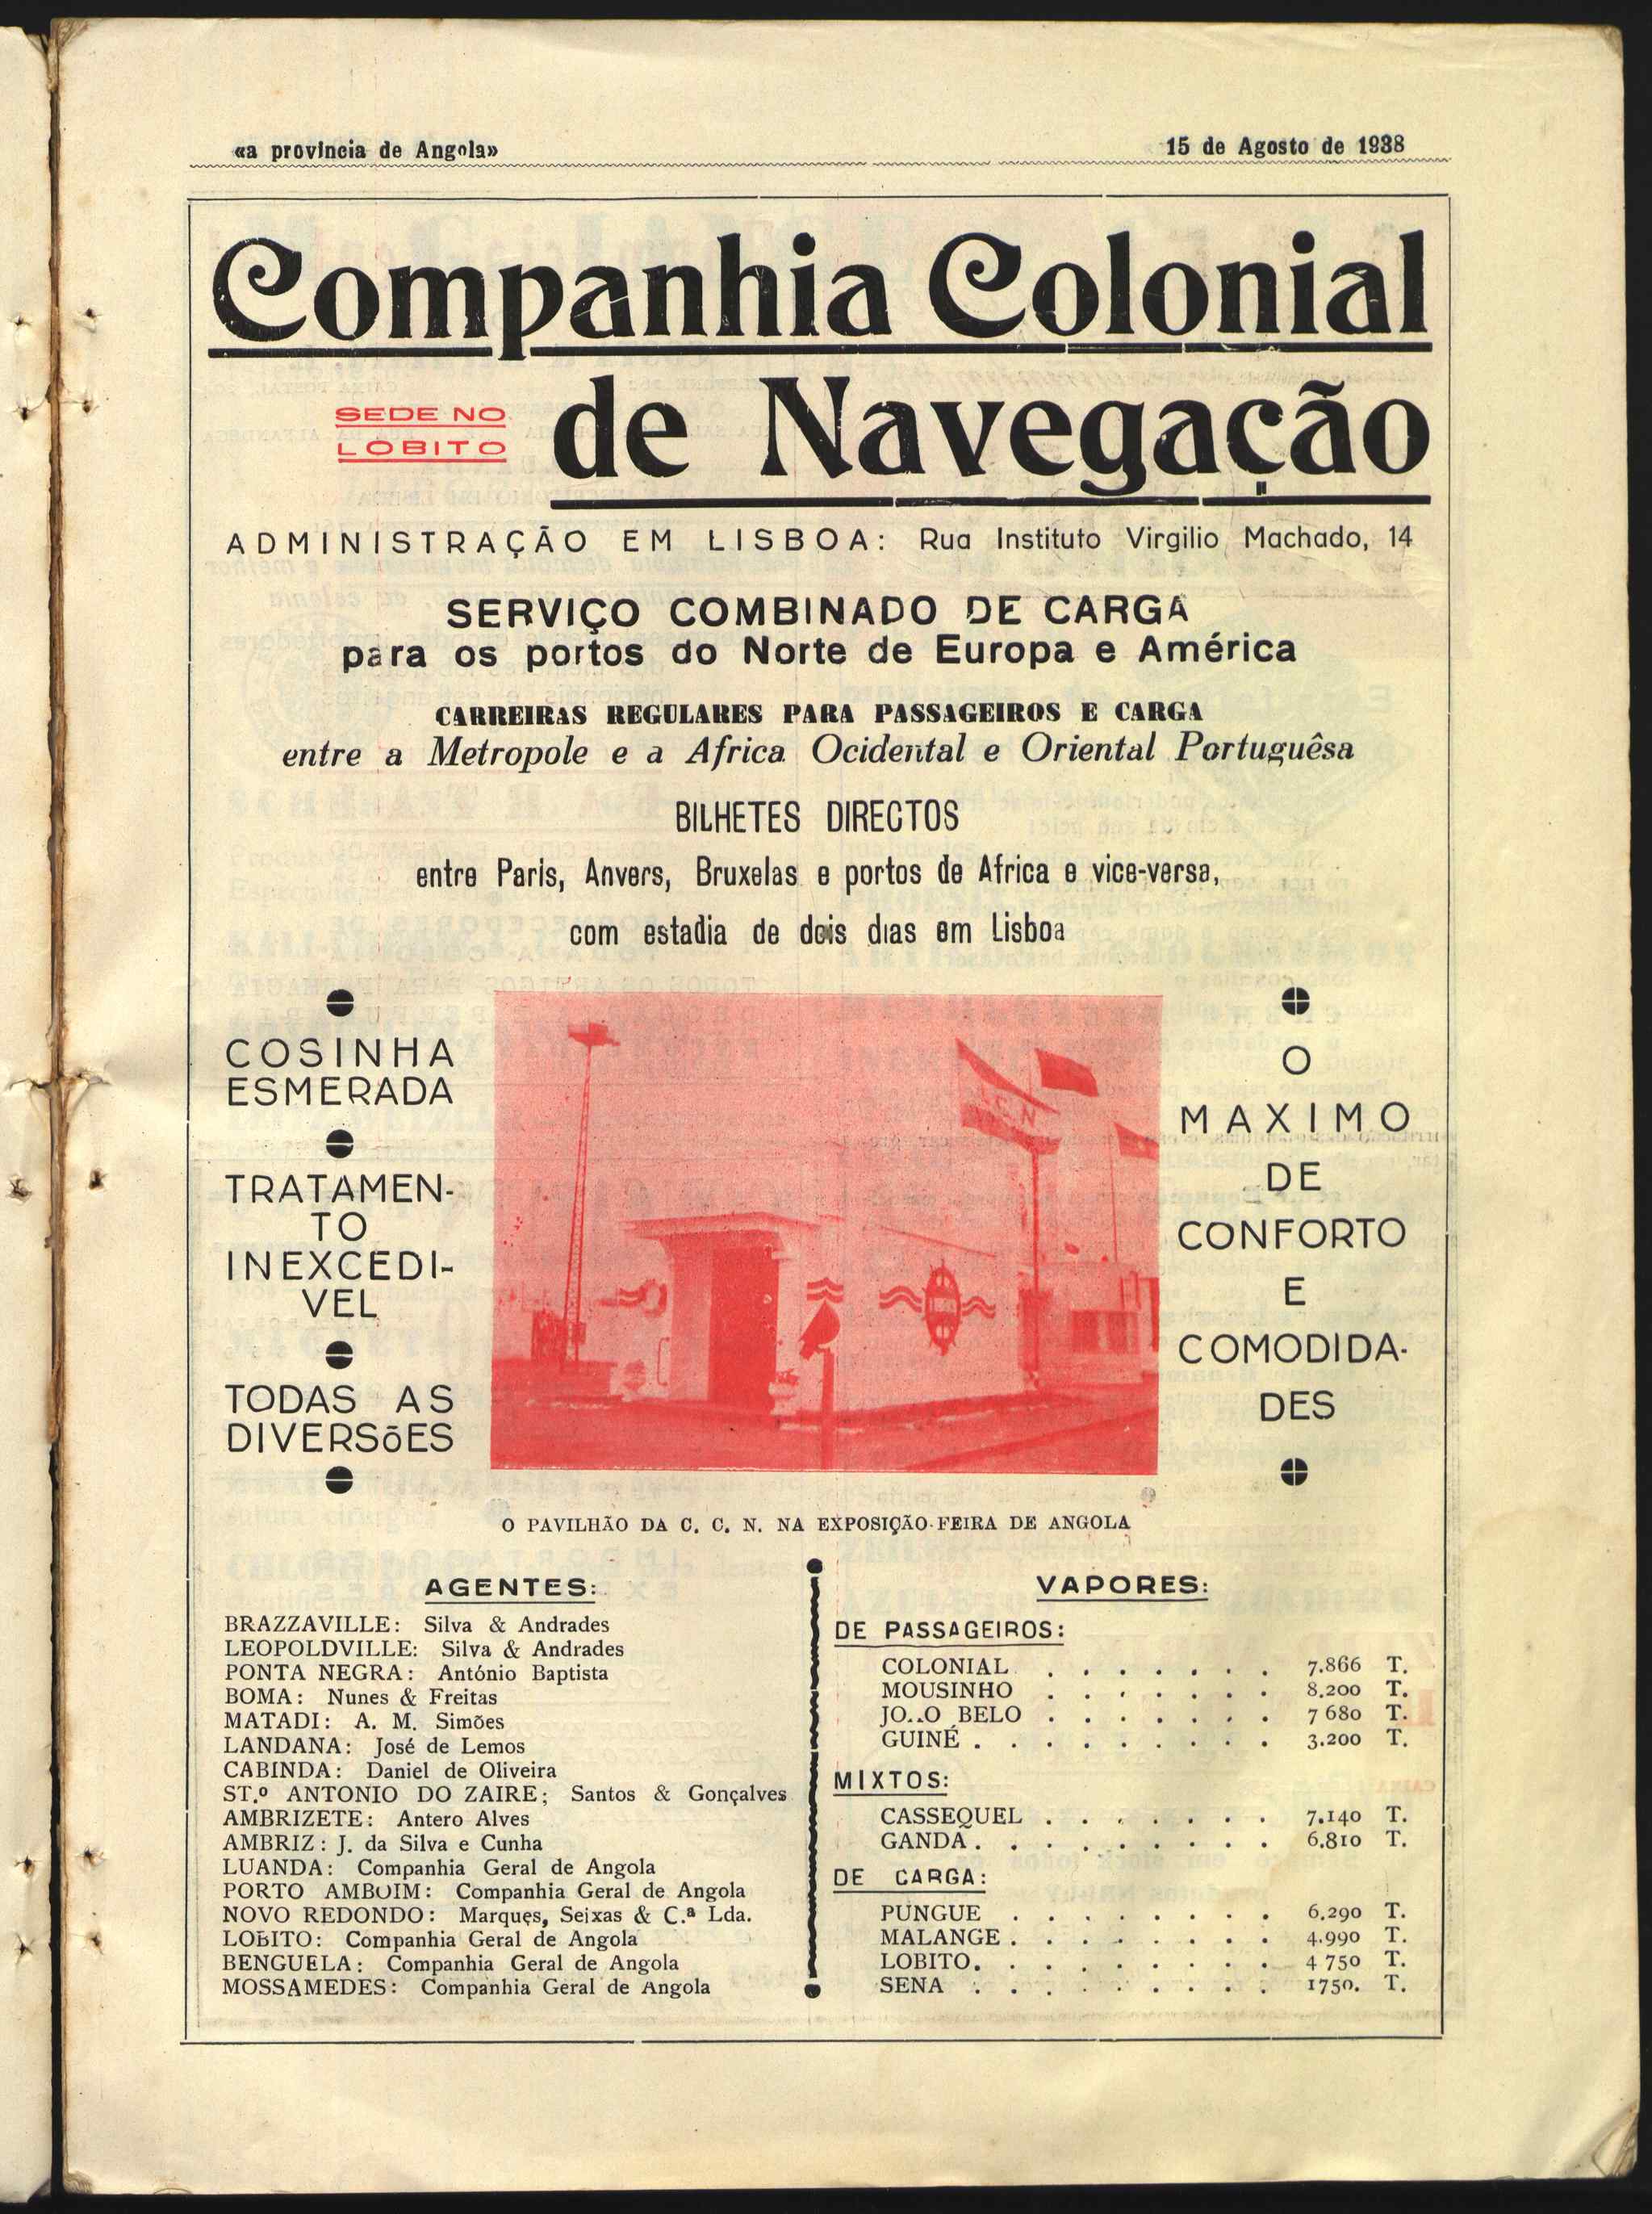 «a provincia de Angola»
15 de Agosto de 1938
Companhia Colonial
de Navegação
SEDE NO
LOBITO
ADMINISTRAÇÃO EM LISBOA: Rua Instituto Virgilio Machado, 14
SERVIÇO COMBINADO DE CARGA
para os portos do Norte de Europa e América
CARREIRAS REGULARES PARA PASSAGEIROS E CARGA
entre a Metropole e a Africa Ocidental e Oriental Portuguêsa
BILHETES DIRECTOS
entre Paris, Anvers, Bruxelas e portos de Africa e vice-versa,
com estadia de dois dias em Lisboa
COSINHA
ESMERADA
TRATAMEN-
TO
INEXCEDI-
VEL
TODAS AS
DIVERSõES
O
MAXIMO
DE
CONFORTO
E
COMODIDA-
DES
O PAVILHÃO DA C. C. N. NA EXPOSIÇÃO-FEIRA DE ANGOLA
AGENTES:
BRAZZAVILLE: Silva & Andrades
LEOPOLDVILLE: Silva & Andrades
PONTA NEGRA: António Baptista
BOMA: Nunes & Freitas
MATADI: A. M. Simões
LANDANA: José de Lemos
CABINDA: Daniel de Oliveira
ST.º ANTONIO DO ZAIRE; Santos & Gonçalves
AMBRIZETE: Antero Alves
AMBRIZ: J. da Silva e Cunha
LUANDA: Companhia Geral de Angola
PORTO AMBOIM: Companhia Geral de Angola
NOVO REDONDO: Marques, Seixas & C.ª Lda.
LOBITO: Companhia Geral de Angola
BENGUELA: Companhia Geral de Angola
MOSSAMEDES: Companhia Geral de Angola
VAPORES:
DE PASSAGEIROS:
COLONIAL . . . . . . . 7.866 T.
MOUSINHO . . . . . . . 8.200 T.
JO..O BELO . . . . . . . 7 680 T.
GUINÉ . . . . . . . . . 3.200 T.
MIXTOS:
CASSEQUEL . . . . . . . 7.140 T.
GANDA. . . . . . . . . 6.810 T.
DE CARGA:
PUNGUE . . . . . . . . 6.290 T.
MALANGE . . . . . . . . 4.990 T.
LOBITO. . . . . . . . . 4 750 T.
SENA . . . . . . . . . 1750. T.